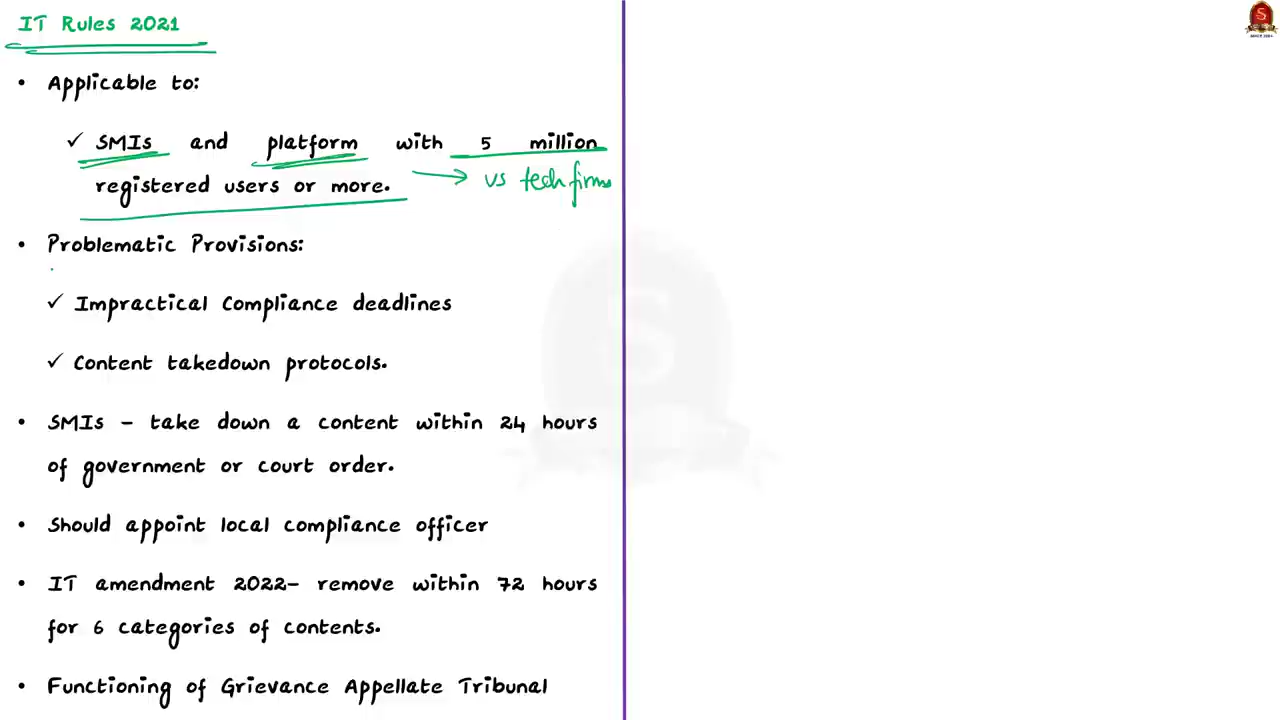 IT Rules 2021
• Applicable to:
✓ SMIs and platform with 5 million
registered users or more. → vs tech firms
• Problematic Provisions:
✓ Impractical Compliance deadlines
✓ Content takedown protocols.
• SMIs - take down a content within 24 hours
of government or court order.
• Should appoint local compliance officer
• IT amendment 2022- remove within 72 hours
for 6 categories of contents.
• Functioning of Grievance Appellate Tribunal
S